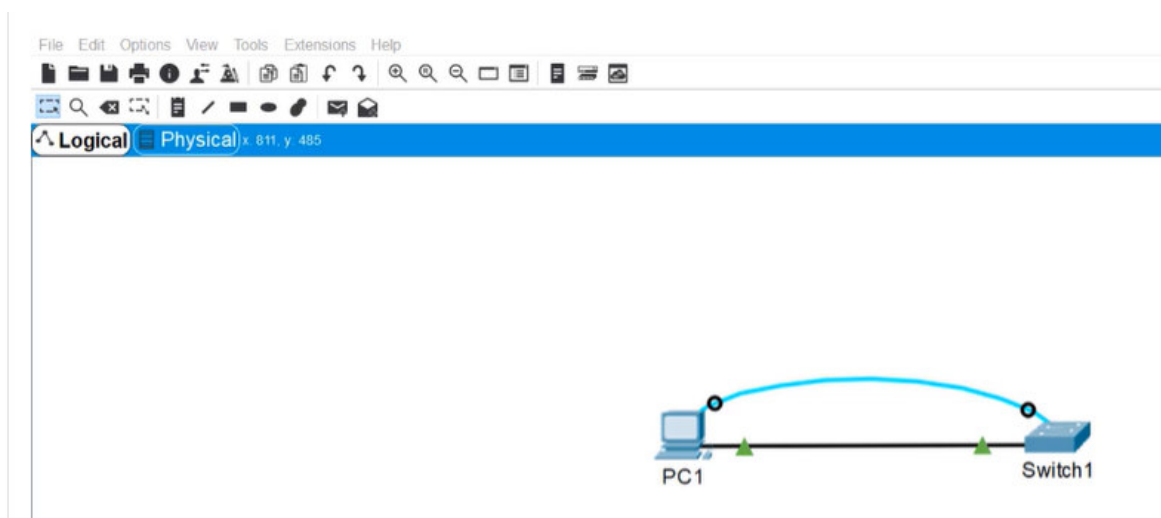 File Edit Options View Tools Extensions Help
Logical Physical x: 811, y: 485
PC1
Switch1